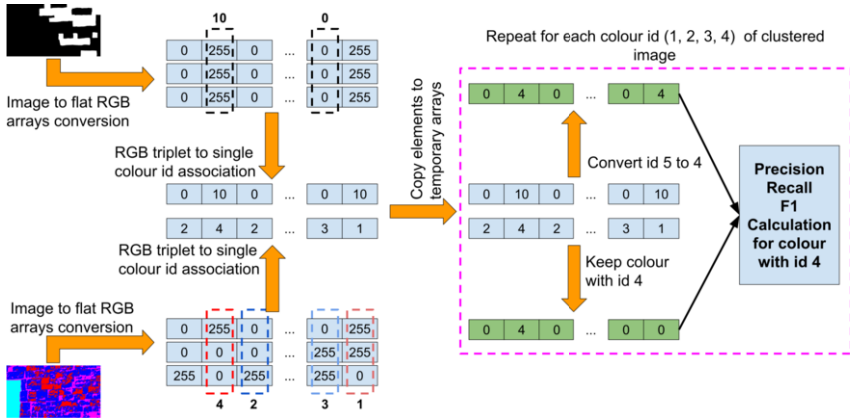 10 0
0 255 0 ... 0 255
0 255 0 ... 0 255
0 255 0 ... 0 255
Image to flat RGB
arrays conversion
RGB triplet to single
colour id association
0 10 0 ... 0 10
2 4 2 ... 3 1
RGB triplet to single
colour id association
Image to flat RGB
arrays conversion
0 255 0 ... 0 255
0 0 0 ... 255 255
255 0 255 ... 255 0
4 2 3 1
Copy elements to
temporary arrays
Repeat for each colour id (1, 2, 3, 4) of clustered
image
0 4 0 ... 0 4
Convert id 5 to 4
0 10 0 ... 0 10
2 4 2 ... 3 1
Keep colour
with id 4
0 4 0 ... 0 0
Precision
Recall
F1
Calculation
for colour
with id 4